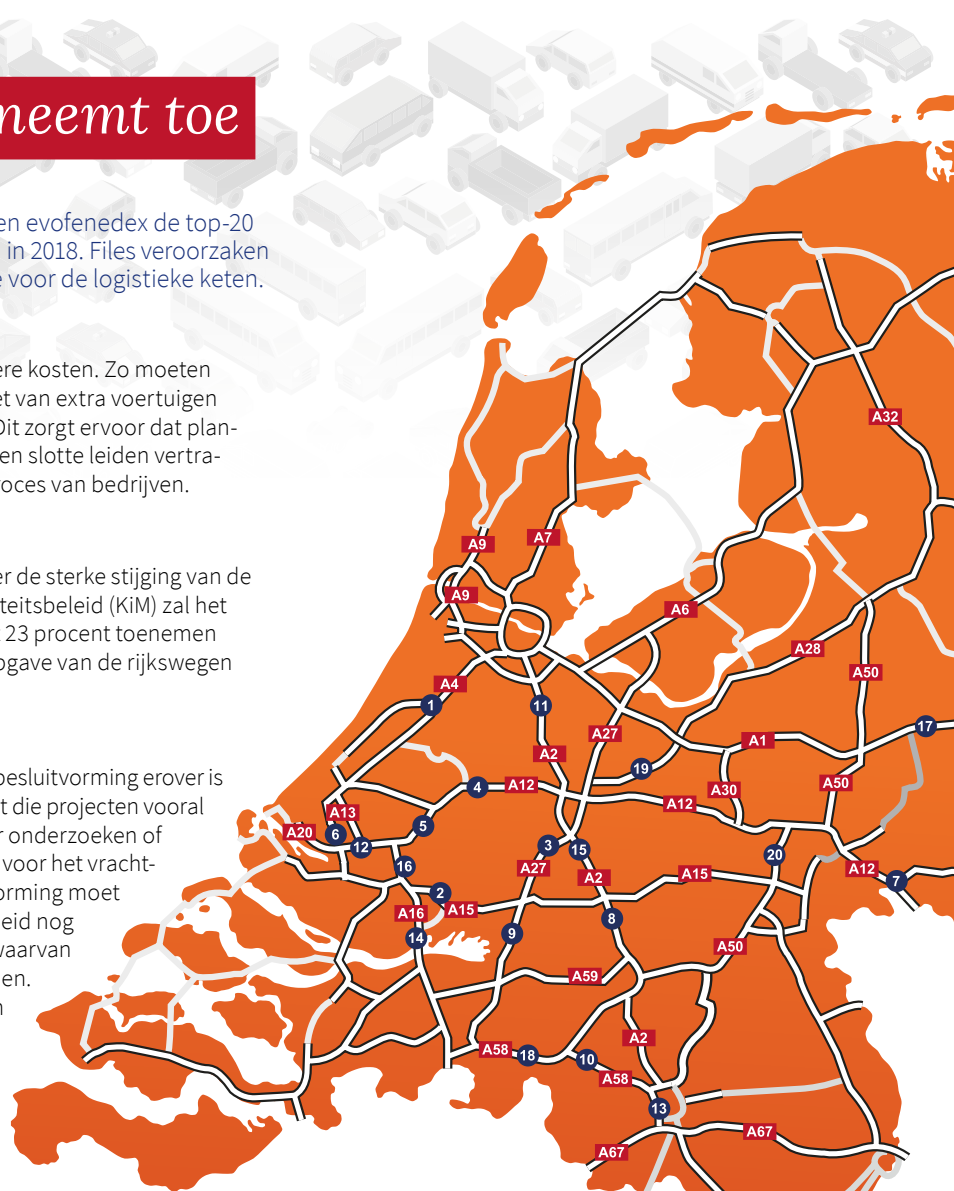 neemt toe
en evofenedex de top-20
in 2018. Files veroorzaken
voor de logistieke keten.
ere kosten. Zo moeten
et van extra voertuigen
Dit zorgt ervoor dat plan-
en slotte leiden vertra-
roces van bedrijven.
er de sterke stijging van de
teitsbeleid (KiM) zal het
23 procent toenemen
pgave van de rijkswegen
besluitvorming erover is
t die projecten vooral
r onderzoeken of
voor het vracht-
orming moet
eid nog
waarvan
en.
n
A32
A9
A7
A9
A6
A28
A50
A4
1
11
A27
17
A2
A1
19
4
A12
A30
A50
A12
A13
5
A20
6
12
3
15
20
16
A27
A2
A15
A12
7
2
A16
A15
8
14
9
A50
A59
A2
A58
18
10
A58
13
A67
A67